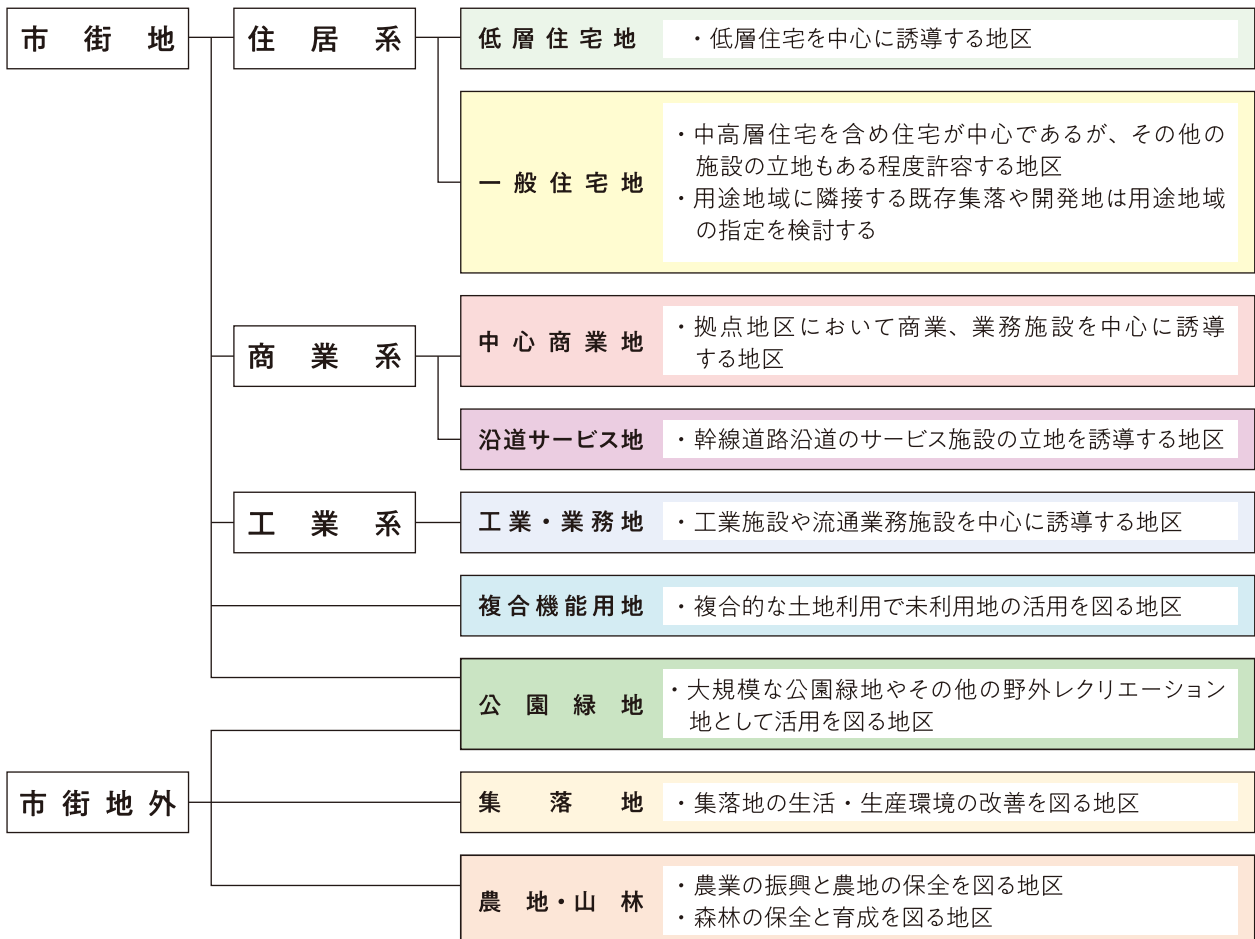 市街地
住居系
低層住宅地
・低層住宅を中心に誘導する地区
一般住宅地
・中高層住宅を含め住宅が中心であるが、その他の
施設の立地もある程度許容する地区
・用途地域に隣接する既存集落や開発地は用途地域
の指定を検討する
商業系
中心商業地
・拠点地区において商業、業務施設を中心に誘導
する地区
沿道サービス地
・幹線道路沿道のサービス施設の立地を誘導する地区
工業系
工業・業務地
・工業施設や流通業務施設を中心に誘導する地区
複合機能用地
・複合的な土地利用で未利用地の活用を図る地区
公園緑地
・大規模な公園緑地やその他の野外レクリエーション
地として活用を図る地区
市街地外
集落地
・集落地の生活・生産環境の改善を図る地区
農地・山林
・農業の振興と農地の保全を図る地区
・森林の保全と育成を図る地区